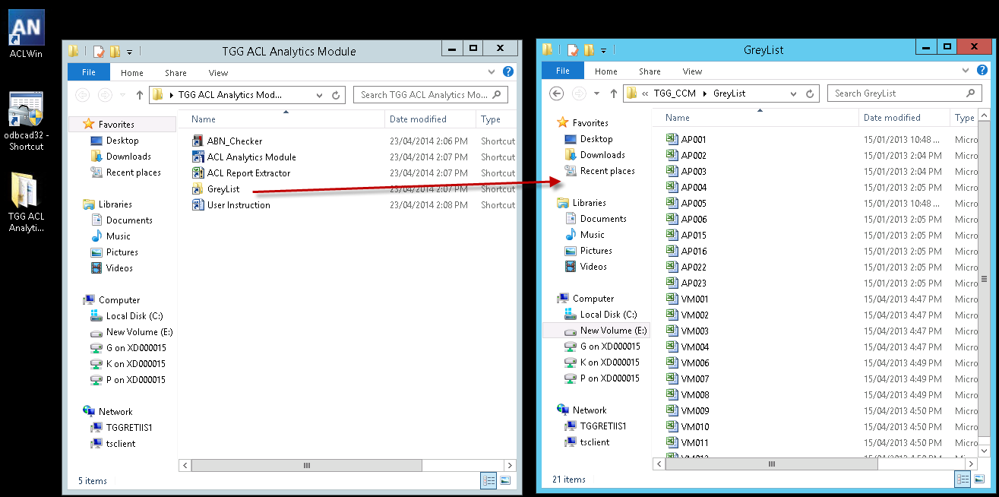 AN
ACLWin
odbcad32 -
Shortcut
TGG ACL
Analyti...
TGG ACL Analytics Module
File Home Share View
TGG ACL Analytics Mod... Search TGG ACL Analytics Mo...
Favorites
Desktop
Downloads
Recent places
Libraries
Documents
Music
Pictures
Videos
Computer
Local Disk (C:)
New Volume (E:)
G on XD000015
K on XD000015
P on XD000015
Network
TGGRETIIS1
tsclient
Name Date modified Type
ABN_Checker 23/04/2014 2:06 PM Shortcut
ACL Analytics Module 23/04/2014 2:07 PM Shortcut
ACL Report Extractor 23/04/2014 2:07 PM Shortcut
GreyList 23/04/2014 2:07 PM Shortcut
User Instruction 23/04/2014 2:08 PM Shortcut
5 items
GreyList
File Home Share View
« TGG_CCM GreyList Search GreyList
Favorites
Desktop
Downloads
Recent places
Libraries
Documents
Music
Pictures
Videos
Computer
Local Disk (C:)
New Volume (E:)
G on XD000015
K on XD000015
P on XD000015
Network
TGGRETIIS1
tsclient
Name Date modified Type
AP001 15/01/2013 10:48 ... Micro
AP002 15/01/2013 2:04 PM Micro
AP003 15/01/2013 2:04 PM Micro
AP004 15/01/2013 2:05 PM Micro
AP005 15/01/2013 10:48 ... Micro
AP006 15/01/2013 2:05 PM Micro
AP015 15/01/2013 2:05 PM Micro
AP016 15/01/2013 2:05 PM Micro
AP022 15/01/2013 2:05 PM Micro
AP023 15/01/2013 2:05 PM Micro
VM001 15/04/2013 4:47 PM Micro
VM002 15/04/2013 4:47 PM Micro
VM003 15/04/2013 4:47 PM Micro
VM004 15/04/2013 4:47 PM Micro
VM006 15/04/2013 4:49 PM Micro
VM007 15/04/2013 4:49 PM Micro
VM008 15/04/2013 4:49 PM Micro
VM009 15/04/2013 4:50 PM Micro
VM010 15/04/2013 4:50 PM Micro
VM011 15/04/2013 4:50 PM Micro
21 items